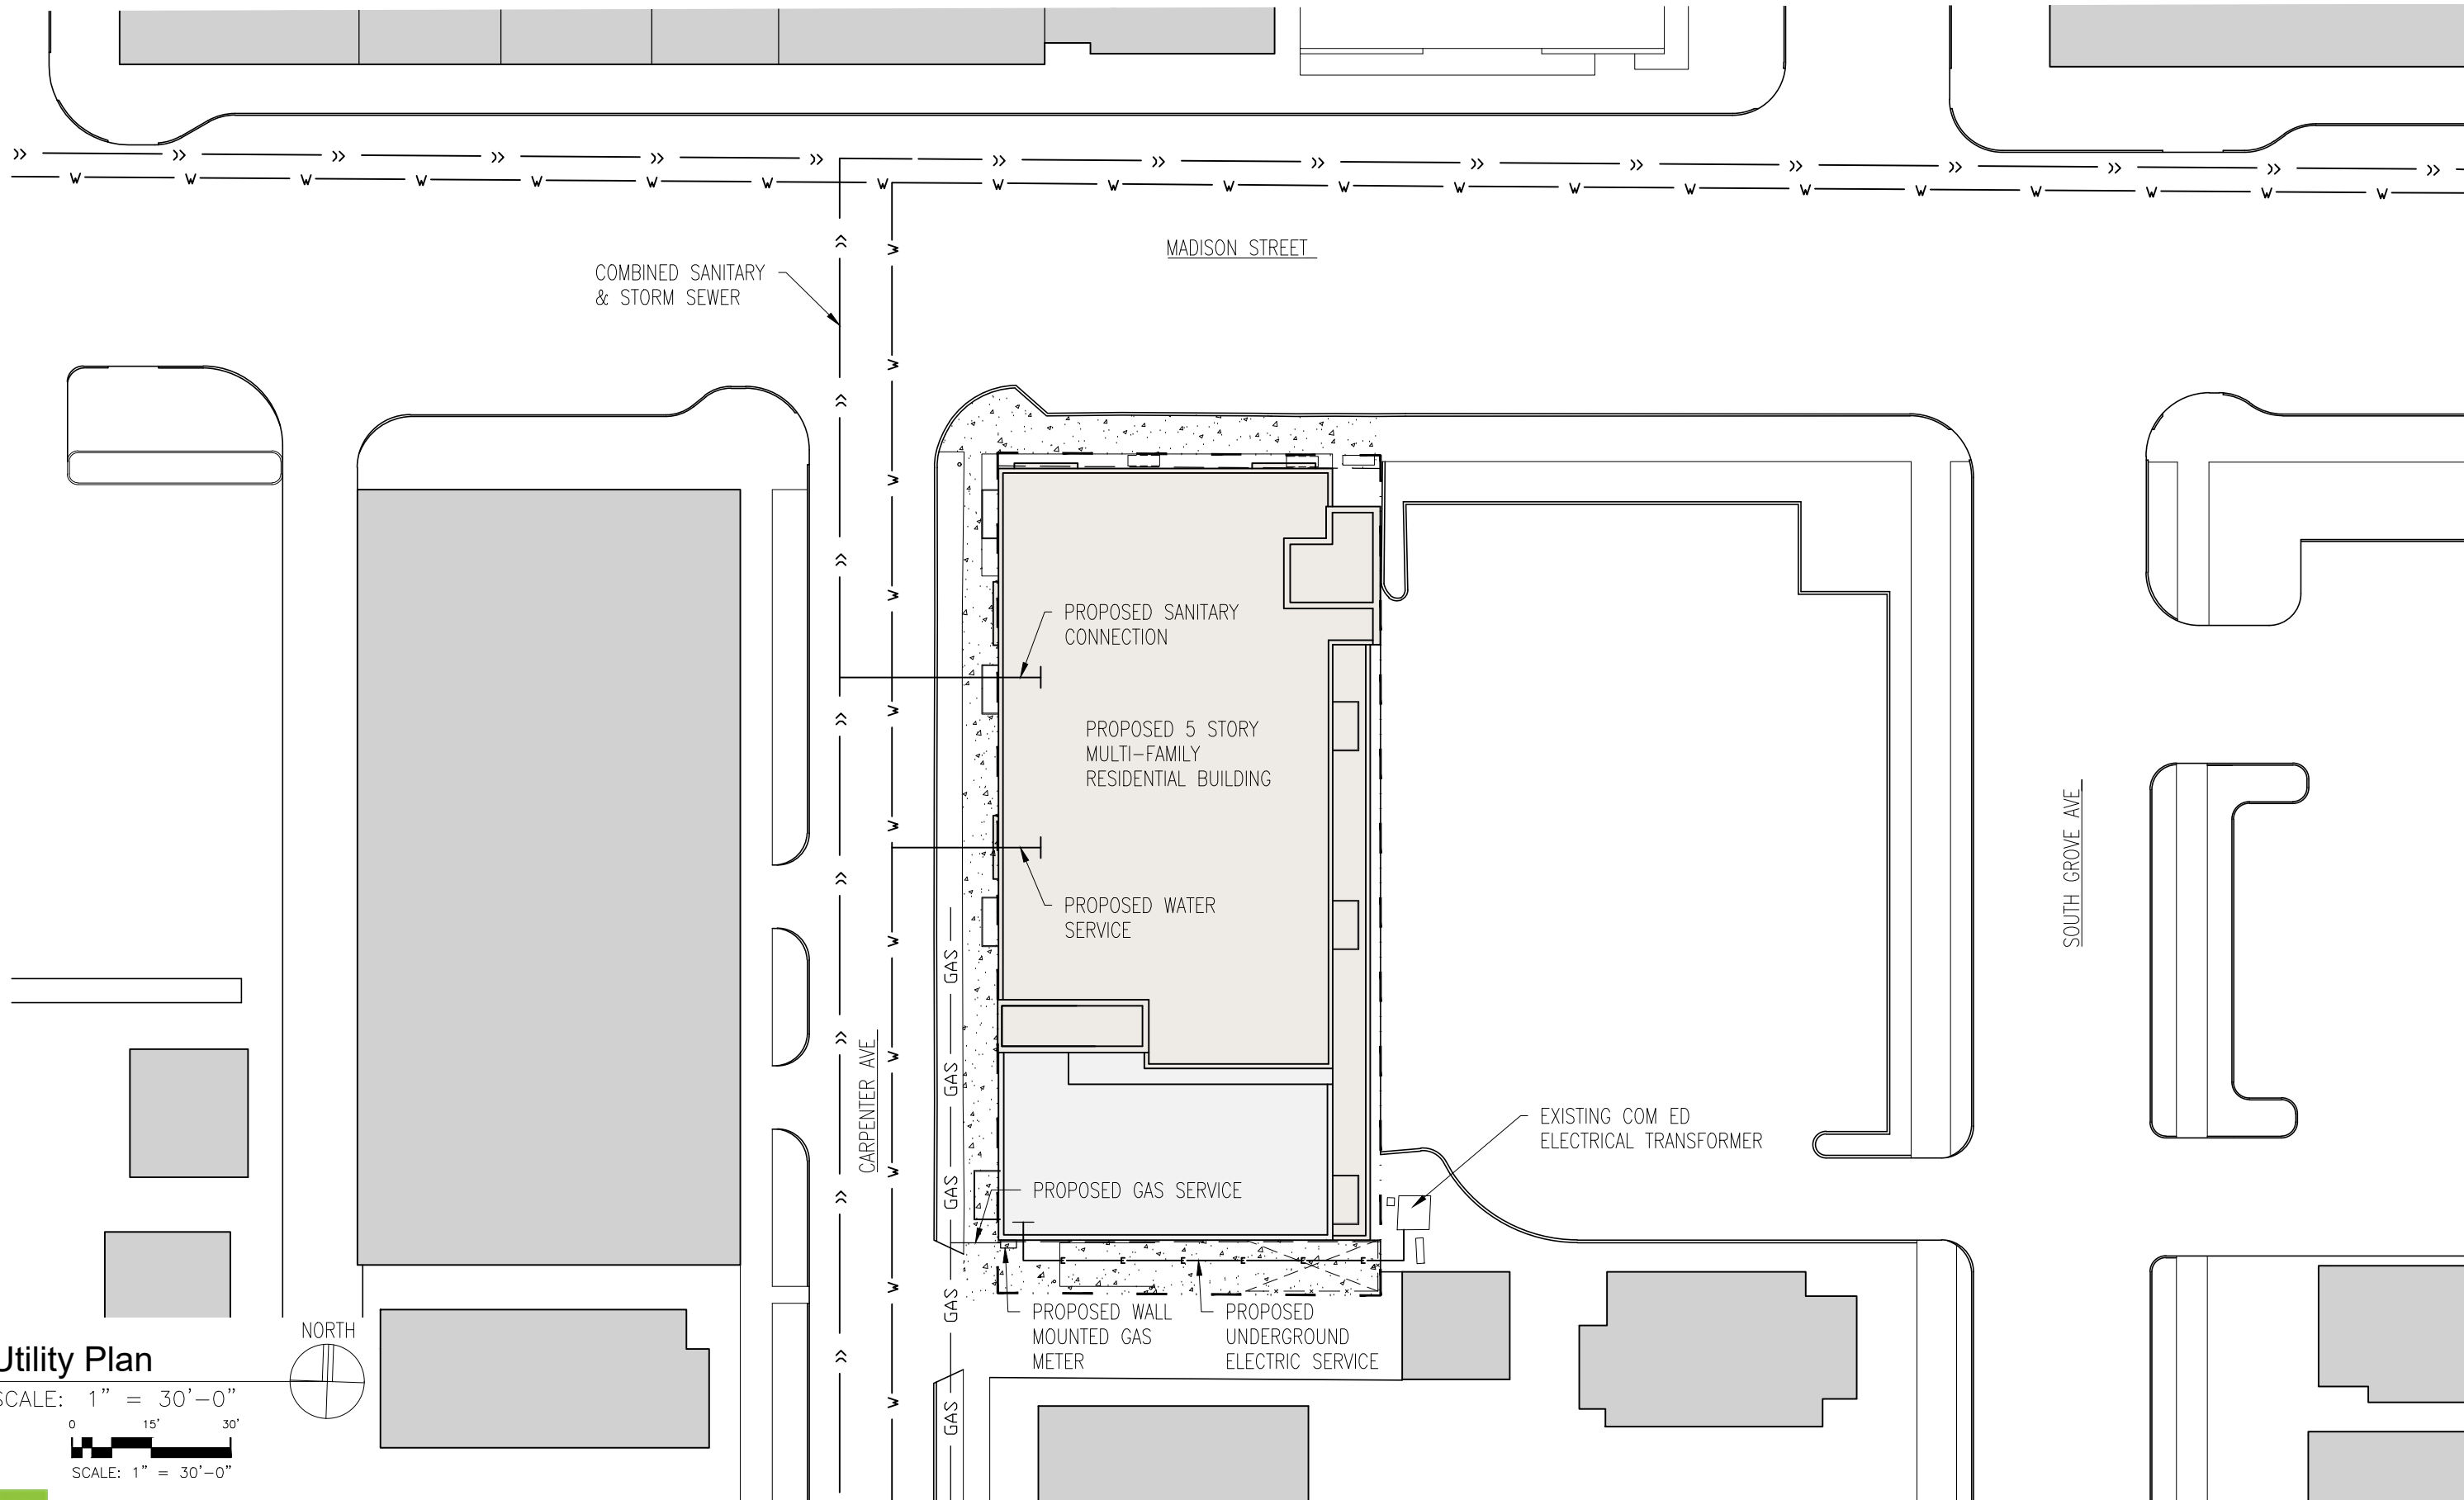 MADISON STREET
COMBINED SANITARY
& STORM SEWER
PROPOSED SANITARY
CONNECTION
PROPOSED 5 STORY
MULTI-FAMILY
RESIDENTIAL BUILDING
PROPOSED WATER
SERVICE
SOUTH GROVE AVE
CARPENTER AVE
GAS
GAS
GAS
GAS
GAS
EXISTING COM ED
ELECTRICAL TRANSFORMER
PROPOSED GAS SERVICE
PROPOSED WALL
MOUNTED GAS
METER
PROPOSED
UNDERGROUND
ELECTRIC SERVICE
NORTH
Utility Plan
SCALE: 1" = 30'-0"
0 15' 30'
SCALE: 1" = 30'-0"